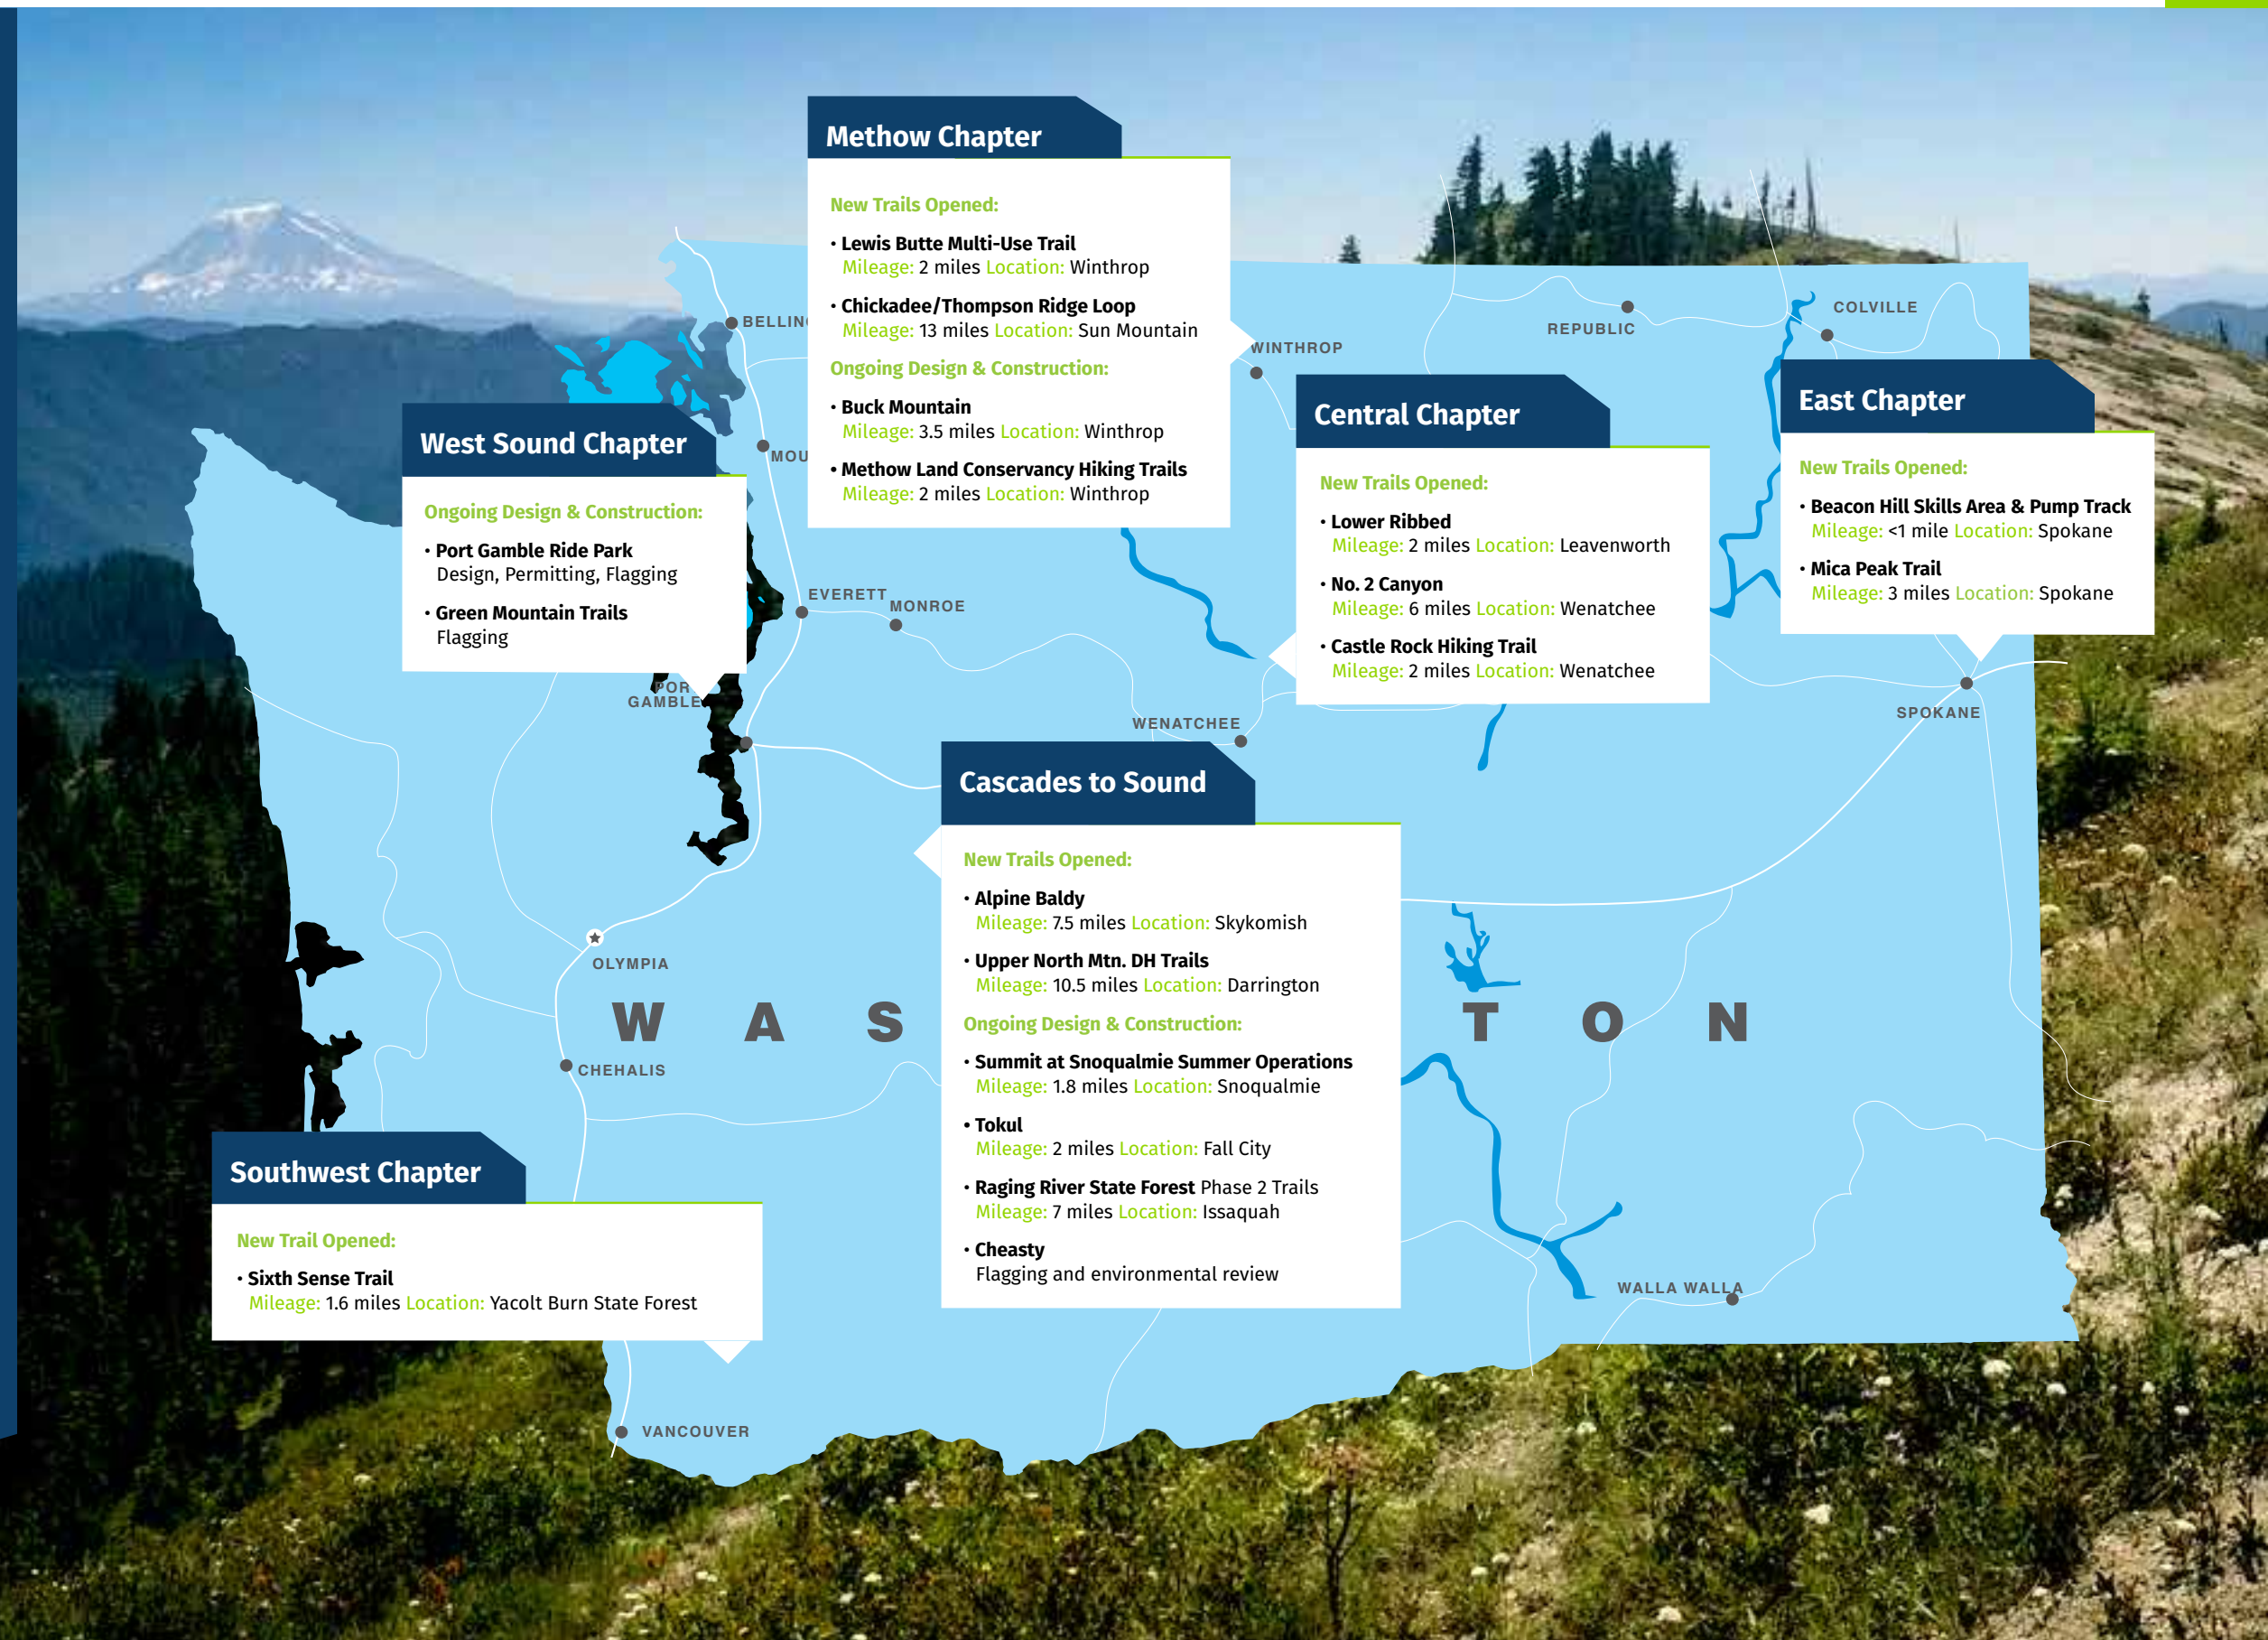 Methow Chapter
New Trails Opened:
• Lewis Butte Multi-Use Trail
Mileage: 2 miles Location: Winthrop
• Chickadee/Thompson Ridge Loop
Mileage: 13 miles Location: Sun Mountain
Ongoing Design & Construction:
• Buck Mountain
Mileage: 3.5 miles Location: Winthrop
• Methow Land Conservancy Hiking Trails
Mileage: 2 miles Location: Winthrop
West Sound Chapter
Ongoing Design & Construction:
• Port Gamble Ride Park
Design, Permitting, Flagging
• Green Mountain Trails
Flagging
Central Chapter
New Trails Opened:
• Lower Ribbed
Mileage: 2 miles Location: Leavenworth
• No. 2 Canyon
Mileage: 6 miles Location: Wenatchee
• Castle Rock Hiking Trail
Mileage: 2 miles Location: Wenatchee
East Chapter
New Trails Opened:
• Beacon Hill Skills Area & Pump Track
Mileage: <1 mile Location: Spokane
• Mica Peak Trail
Mileage: 3 miles Location: Spokane
Cascades to Sound
New Trails Opened:
• Alpine Baldy
Mileage: 7.5 miles Location: Skykomish
• Upper North Mtn. DH Trails
Mileage: 10.5 miles Location: Darrington
Ongoing Design & Construction:
• Summit at Snoqualmie Summer Operations
Mileage: 1.8 miles Location: Snoqualmie
• Tokul
Mileage: 2 miles Location: Fall City
• Raging River State Forest Phase 2 Trails
Mileage: 7 miles Location: Issaquah
• Cheasty
Flagging and environmental review
Southwest Chapter
New Trail Opened:
• Sixth Sense Trail
Mileage: 1.6 miles Location: Yacolt Burn State Forest
BELLIN
MOU
WINTHROP
REPUBLIC
COLVILLE
EVERETT
MONROE
POR
GAMBLE
WENATCHEE
SPOKANE
OLYMPIA
W A S T O N
CHEHALIS
WALLA WALLA
VANCOUVER